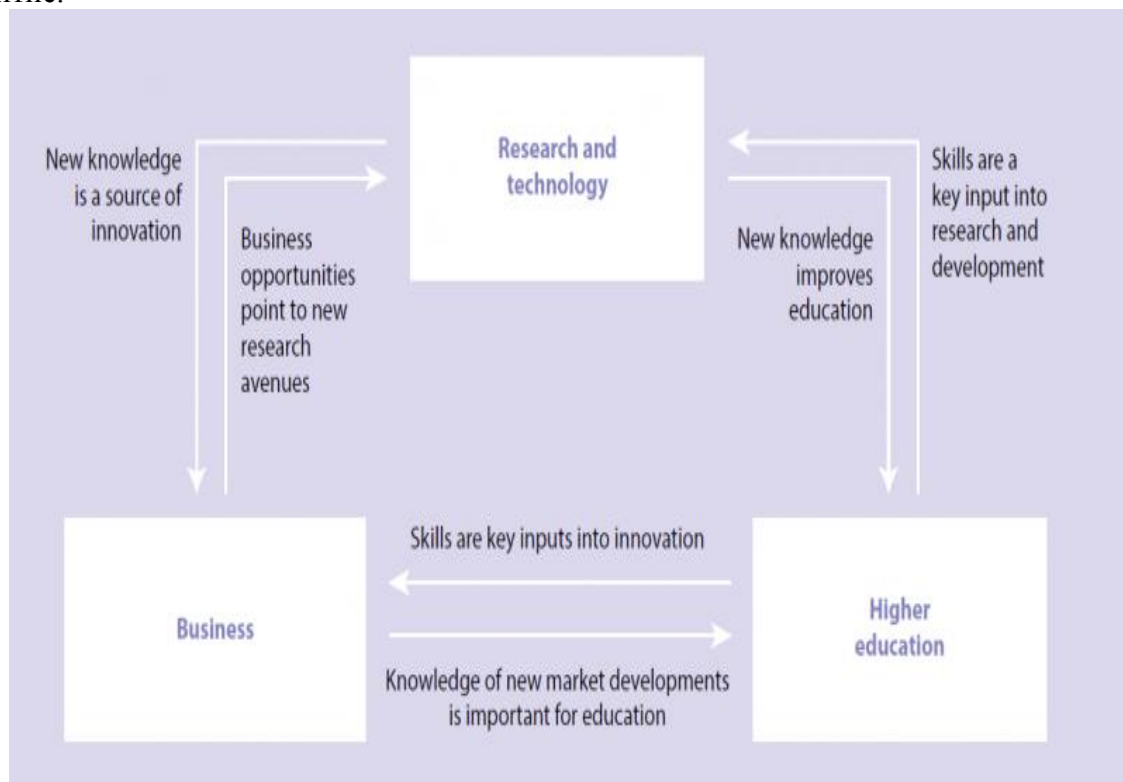 Research and
technology
New knowledge
is a source of
innovation
Business
opportunities
point to new
research
avenues
New knowledge
improves
education
Skills are a
key input into
research and
development
Skills are key inputs into innovation
Business
Higher
education
Knowledge of new market developments
is important for education